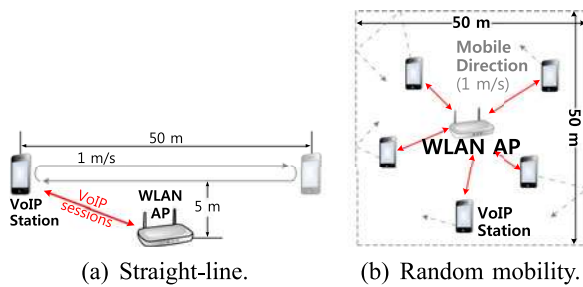 50 m
1 m/s
VoIP
Station
VoIP
sessions
WLAN
AP
5 m
(a) Straight-line.
50 m
Mobile
Direction
(1 m/s)
50 m
WLAN AP
VoIP
Station
(b) Random mobility.